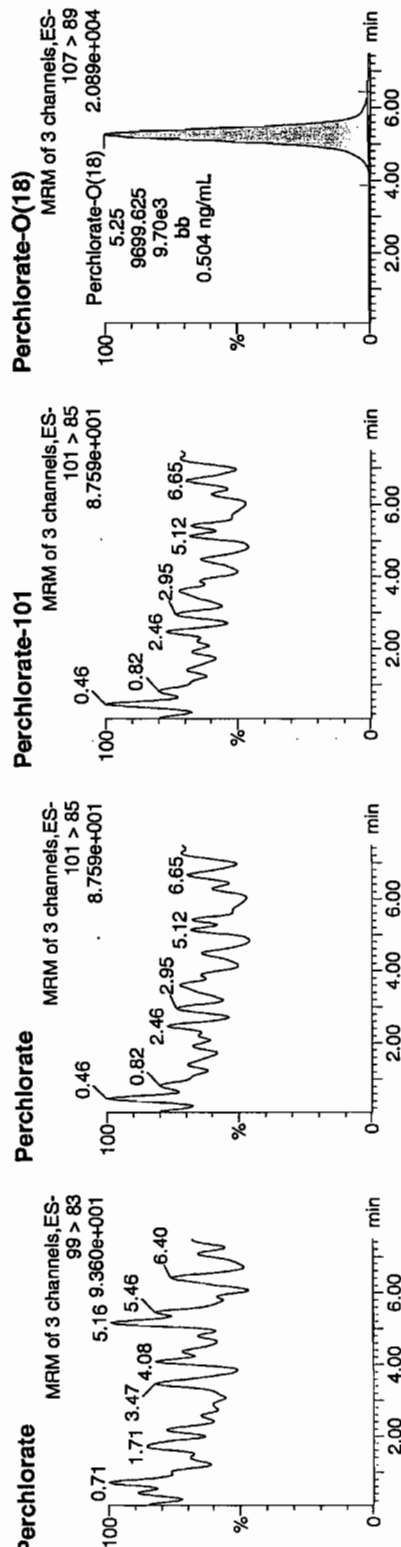 Perchlorate
MRM of 3 channels,ES-
99 > 83
5.16 9.360e+001
0.71
1.71
3.47
4.08
5.46
6.40
100
%
0
2.00
4.00
6.00
min
Perchlorate
MRM of 3 channels,ES-
101 > 85
8.759e+001
0.46
0.82
2.46
2.95
5.12
6.65
100
%
0
2.00
4.00
6.00
min
Perchlorate-101
MRM of 3 channels,ES-
101 > 85
8.759e+001
0.46
0.82
2.46
2.95
5.12
6.65
100
%
0
2.00
4.00
6.00
min
Perchlorate-O(18)
MRM of 3 channels,ES-
107 > 89
2.089e+004
Perchlorate-O(18)
5.25
9699.625
9.70e3
bb
0.504 ng/mL
100
%
0
2.00
4.00
6.00
min